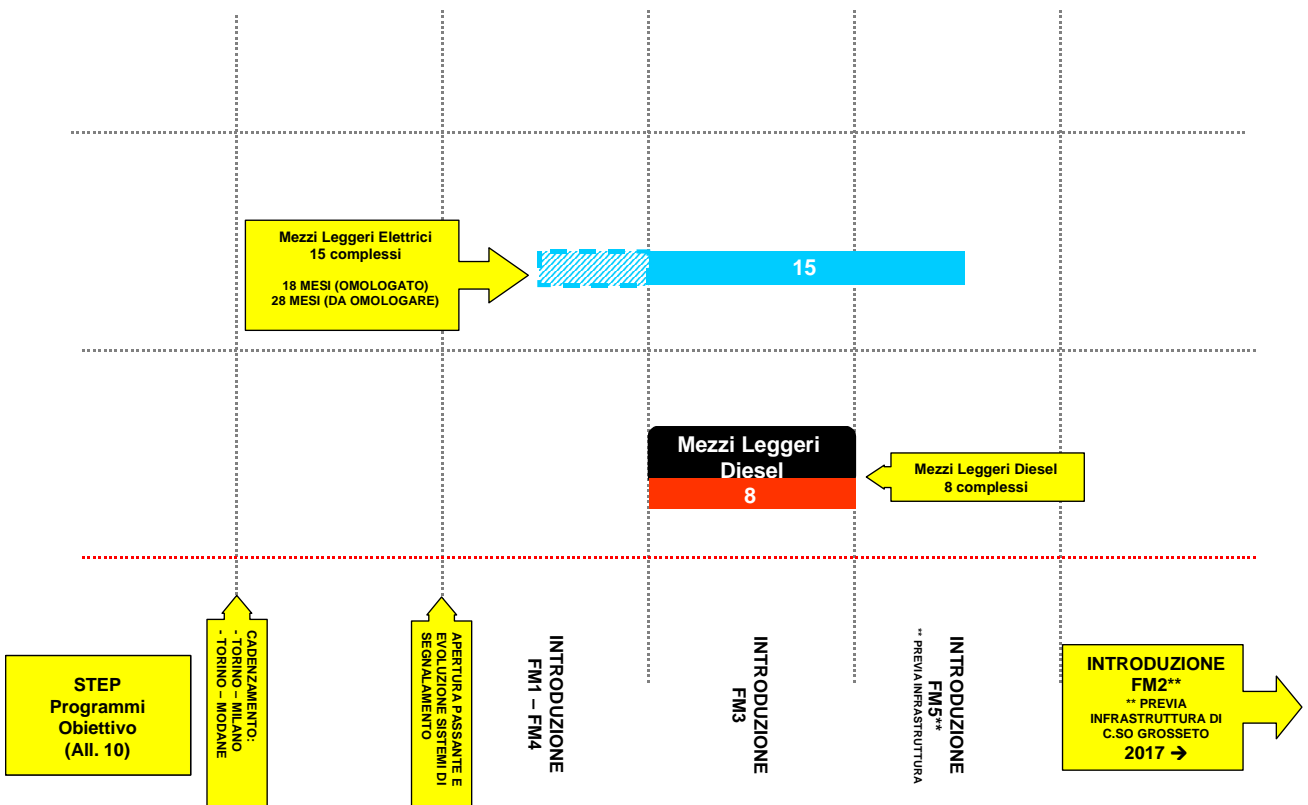 Mezzi Leggeri Elettrici
15 complessi
18 MESI (OMOLOGATO)
28 MESI (DA OMOLOGARE)
15
Mezzi Leggeri
Diesel
8
Mezzi Leggeri Diesel
8 complessi
STEP
Programmi
Obiettivo
(All. 10)
CADENZAMENTO:
- TORINO – MILANO
- TORINO – MODANE
APERTURA PASSANTE E
EVOLUZIONE SISTEMI DI
SEGNALAMENTO
INTRODUZIONE
FM1 – FM4
INTRODUZIONE
FM3
INTRODUZIONE
FM5**
** PREVIA INFRASTRUTTURA
INTRODUZIONE
FM2**
** PREVIA
INFRASTRUTTURA DI
C.SO GROSSETO
2017 →